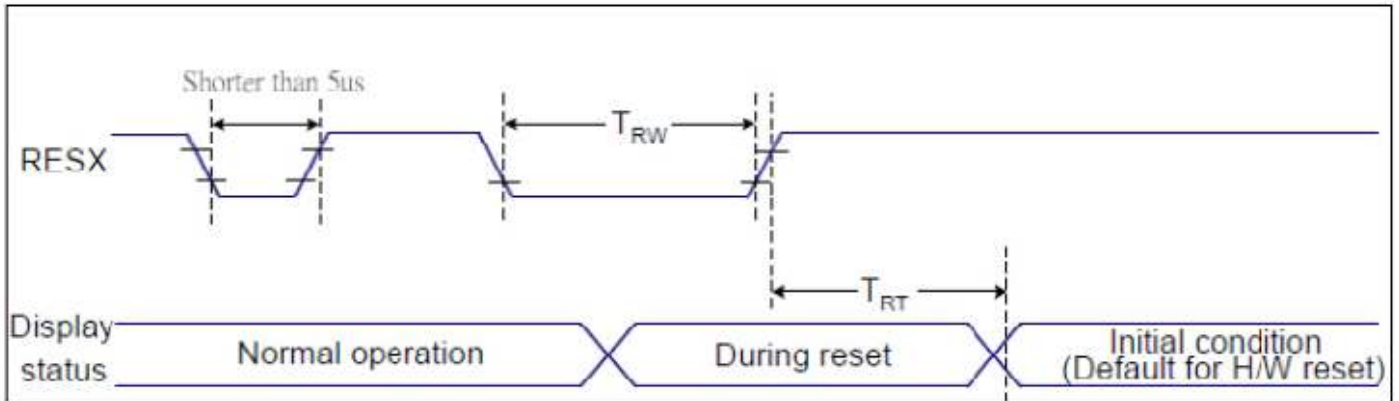 Shorter than 5us
RESX
TRW
TRT
Display
status
Normal operation
During reset
Initial condition
(Default for H/W reset)